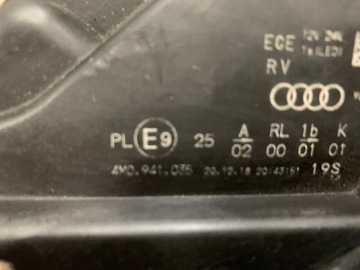 ECE 12V 24W
RV
PL E9 25 A RL 1b K
02 00 01 01
4M0.941.035 20.12.18 20:43:51 19S